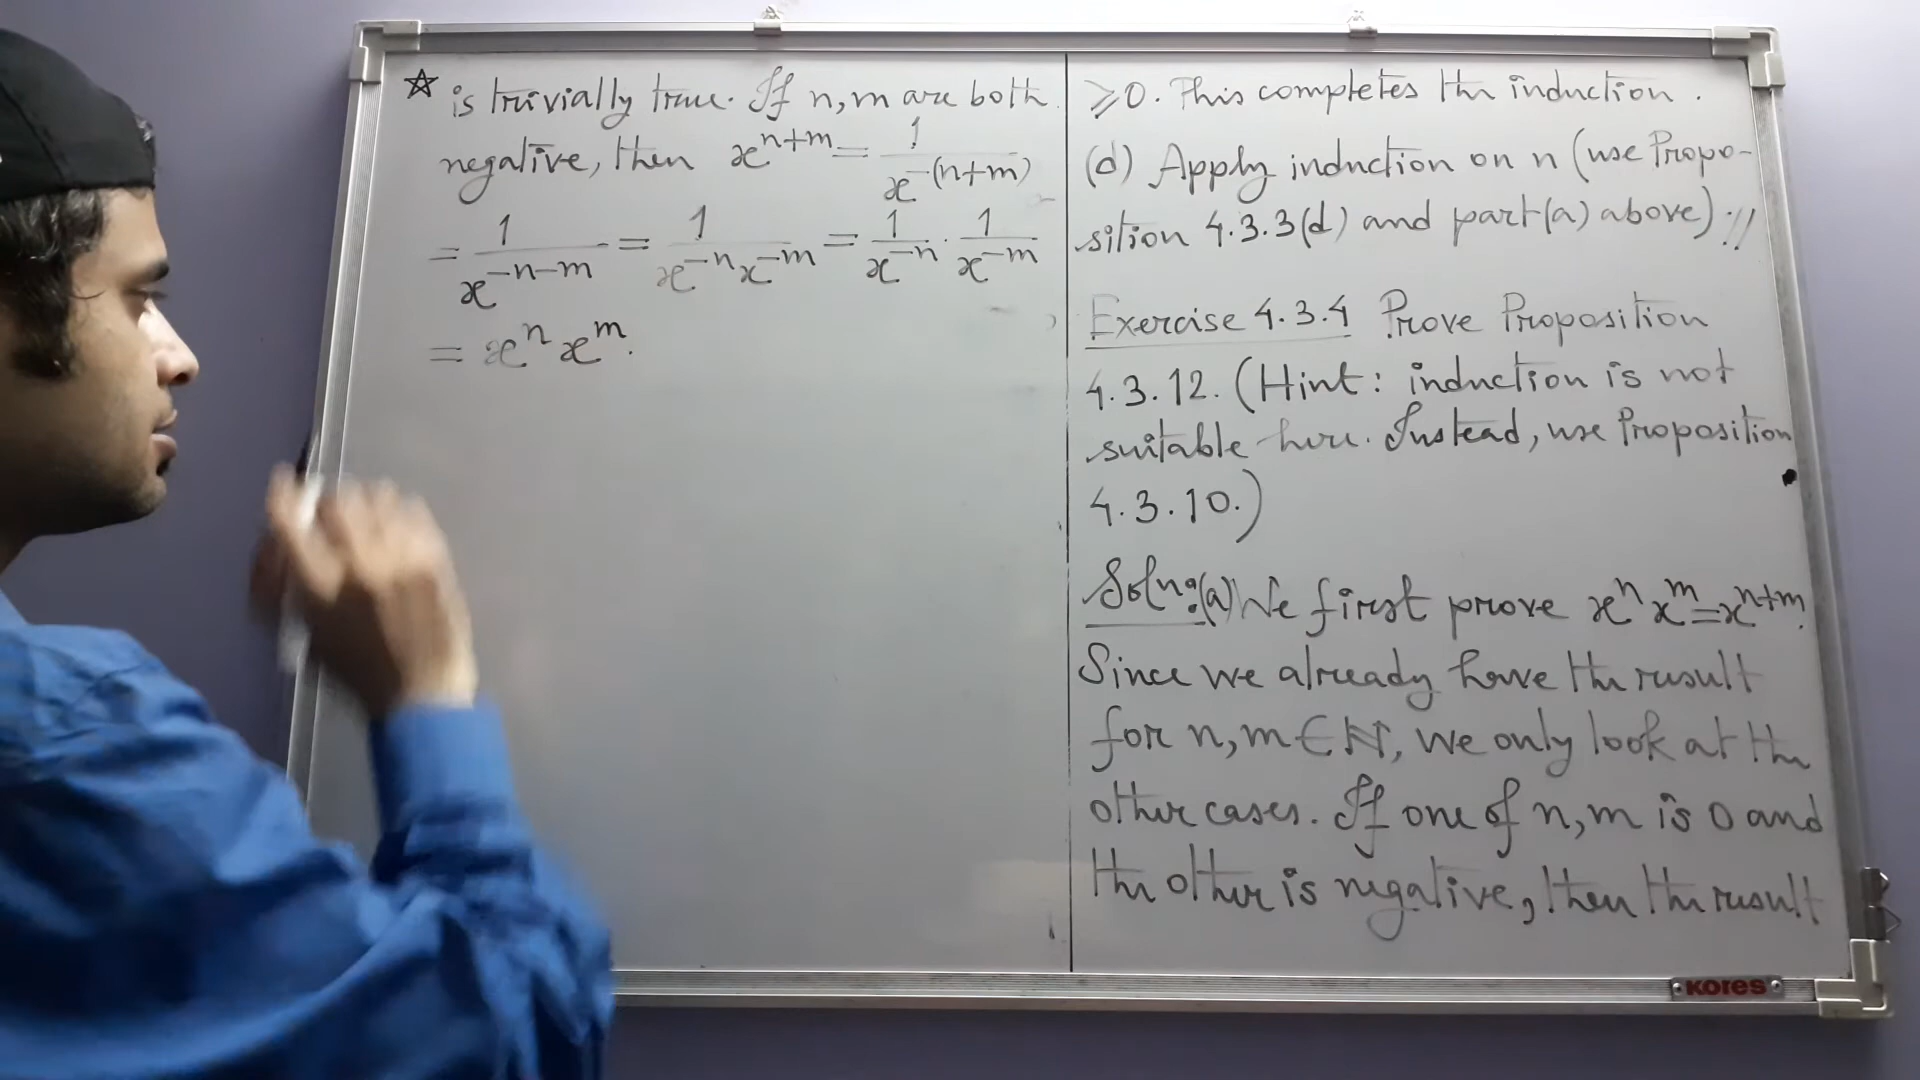 ☆ is trivially true. If n, m are both
negative, then x^{n+m} = 1/x^{-(n+m)}
= 1/x^{-n-m} = 1/(x^{-n} x^{-m}) = 1/x^{-n} · 1/x^{-m}
= x^n x^m.
⩾0. This completes the induction.
(d) Apply induction on n (use Propo-
sition 4.3.3(d) and part (a) above).//
Exercise 4.3.4 Prove Proposition
4.3.12. (Hint: induction is not
suitable here. Instead, use Proposition
4.3.10.)
Soln: (a) We first prove x^n x^m = x^{n+m}.
Since we already have the result
for n, m ∈ ℕ, we only look at the
other cases. If one of n, m is 0 and
the other is negative, then the result
KORES